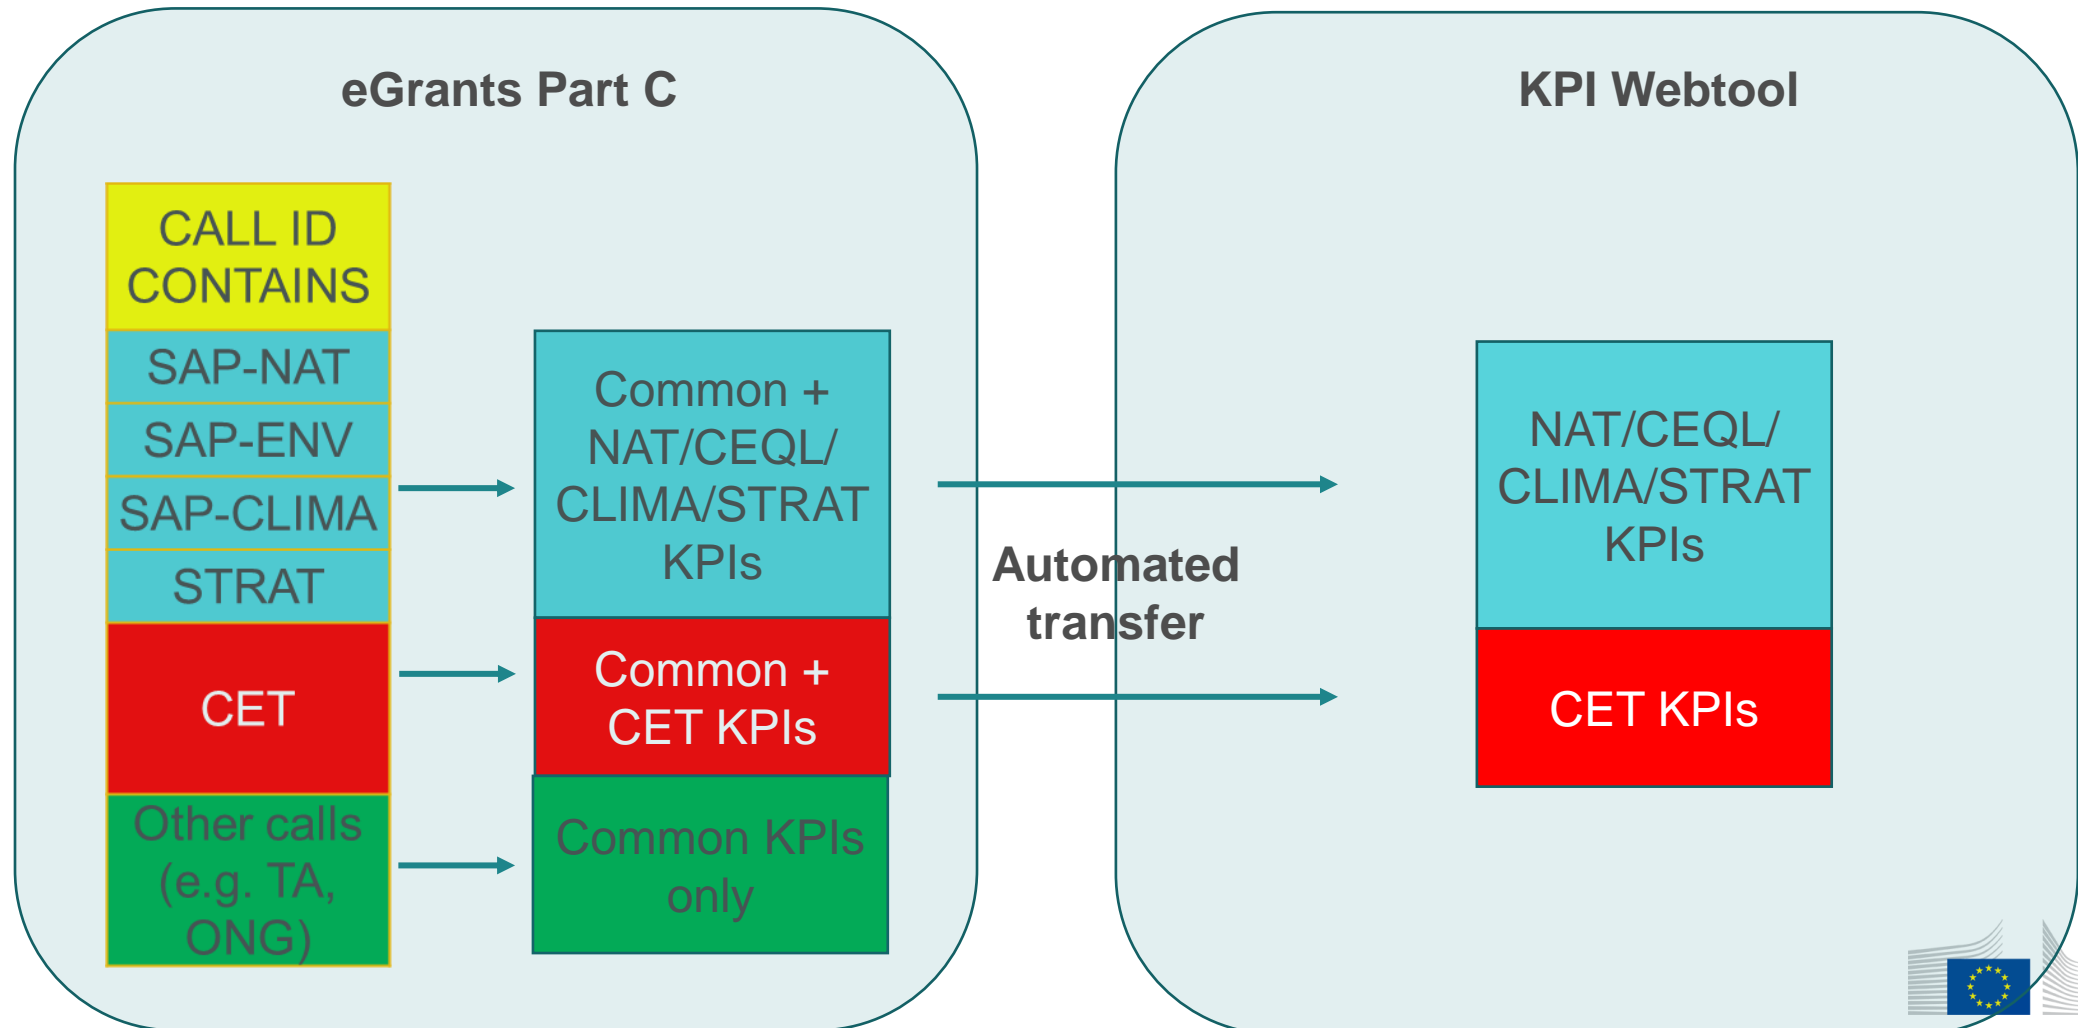 eGrants Part C
CALL ID
CONTAINS
SAP-NAT
SAP-ENV
SAP-CLIMA
STRAT
CET
Other calls
(e.g. TA,
ONG)
Common +
NAT/CEQL/
CLIMA/STRAT
KPIs
Common +
CET KPIs
Common KPIs
only
Automated
transfer
KPI Webtool
NAT/CEQL/
CLIMA/STRAT
KPIs
CET KPIs